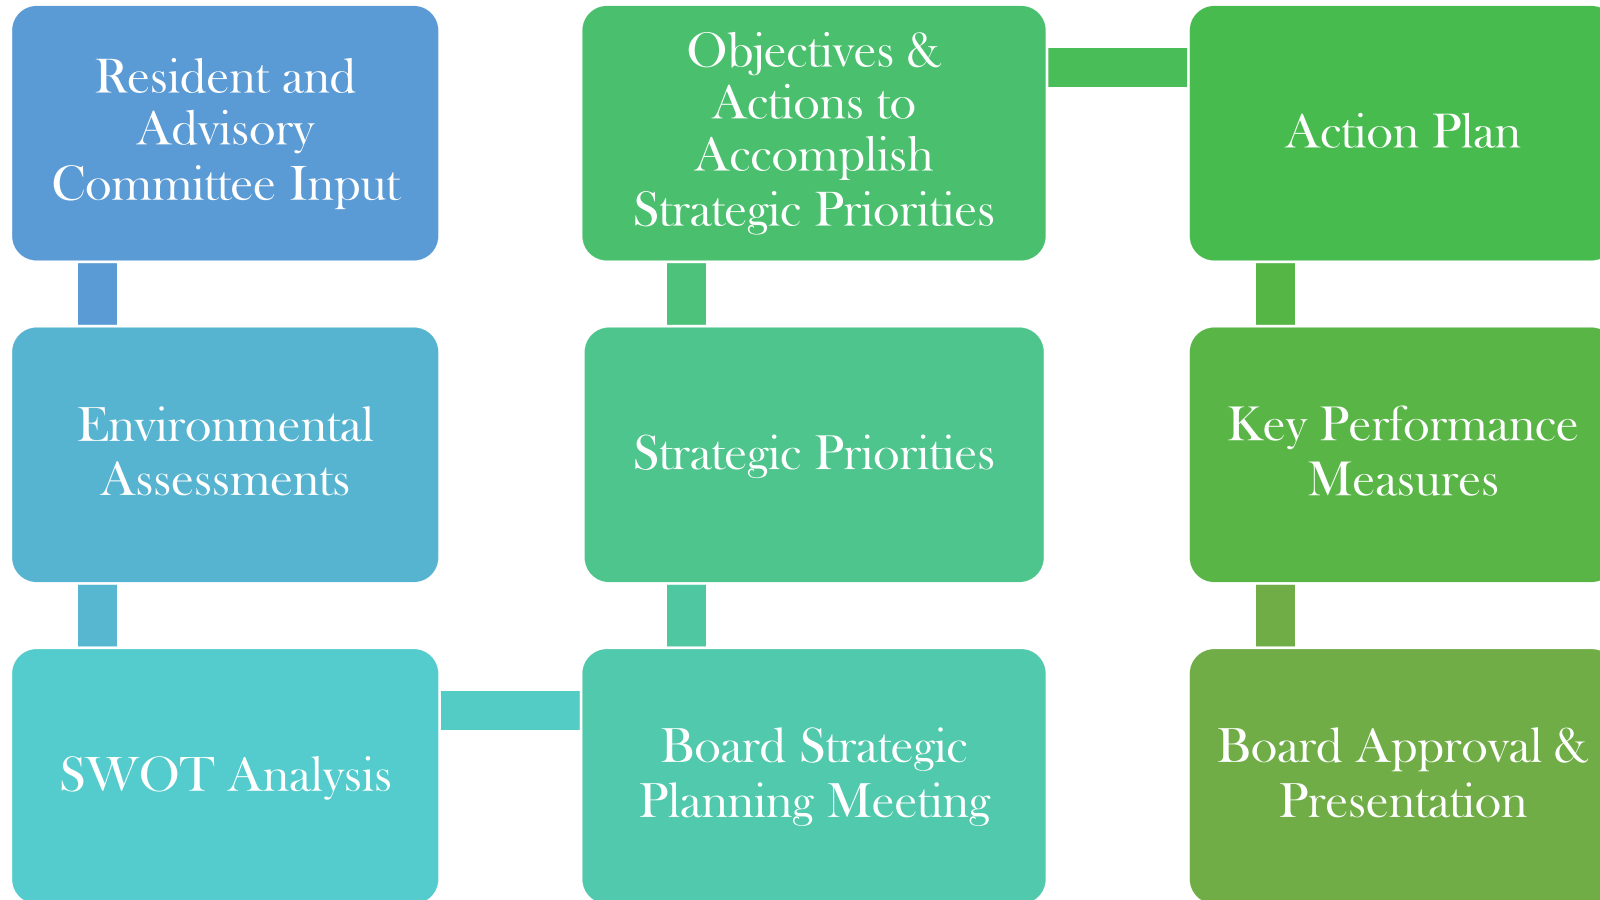 Resident and
Advisory
Committee Input
Environmental
Assessments
SWOT Analysis
Board Strategic
Planning Meeting
Strategic Priorities
Objectives &
Actions to
Accomplish
Strategic Priorities
Action Plan
Key Performance
Measures
Board Approval &
Presentation